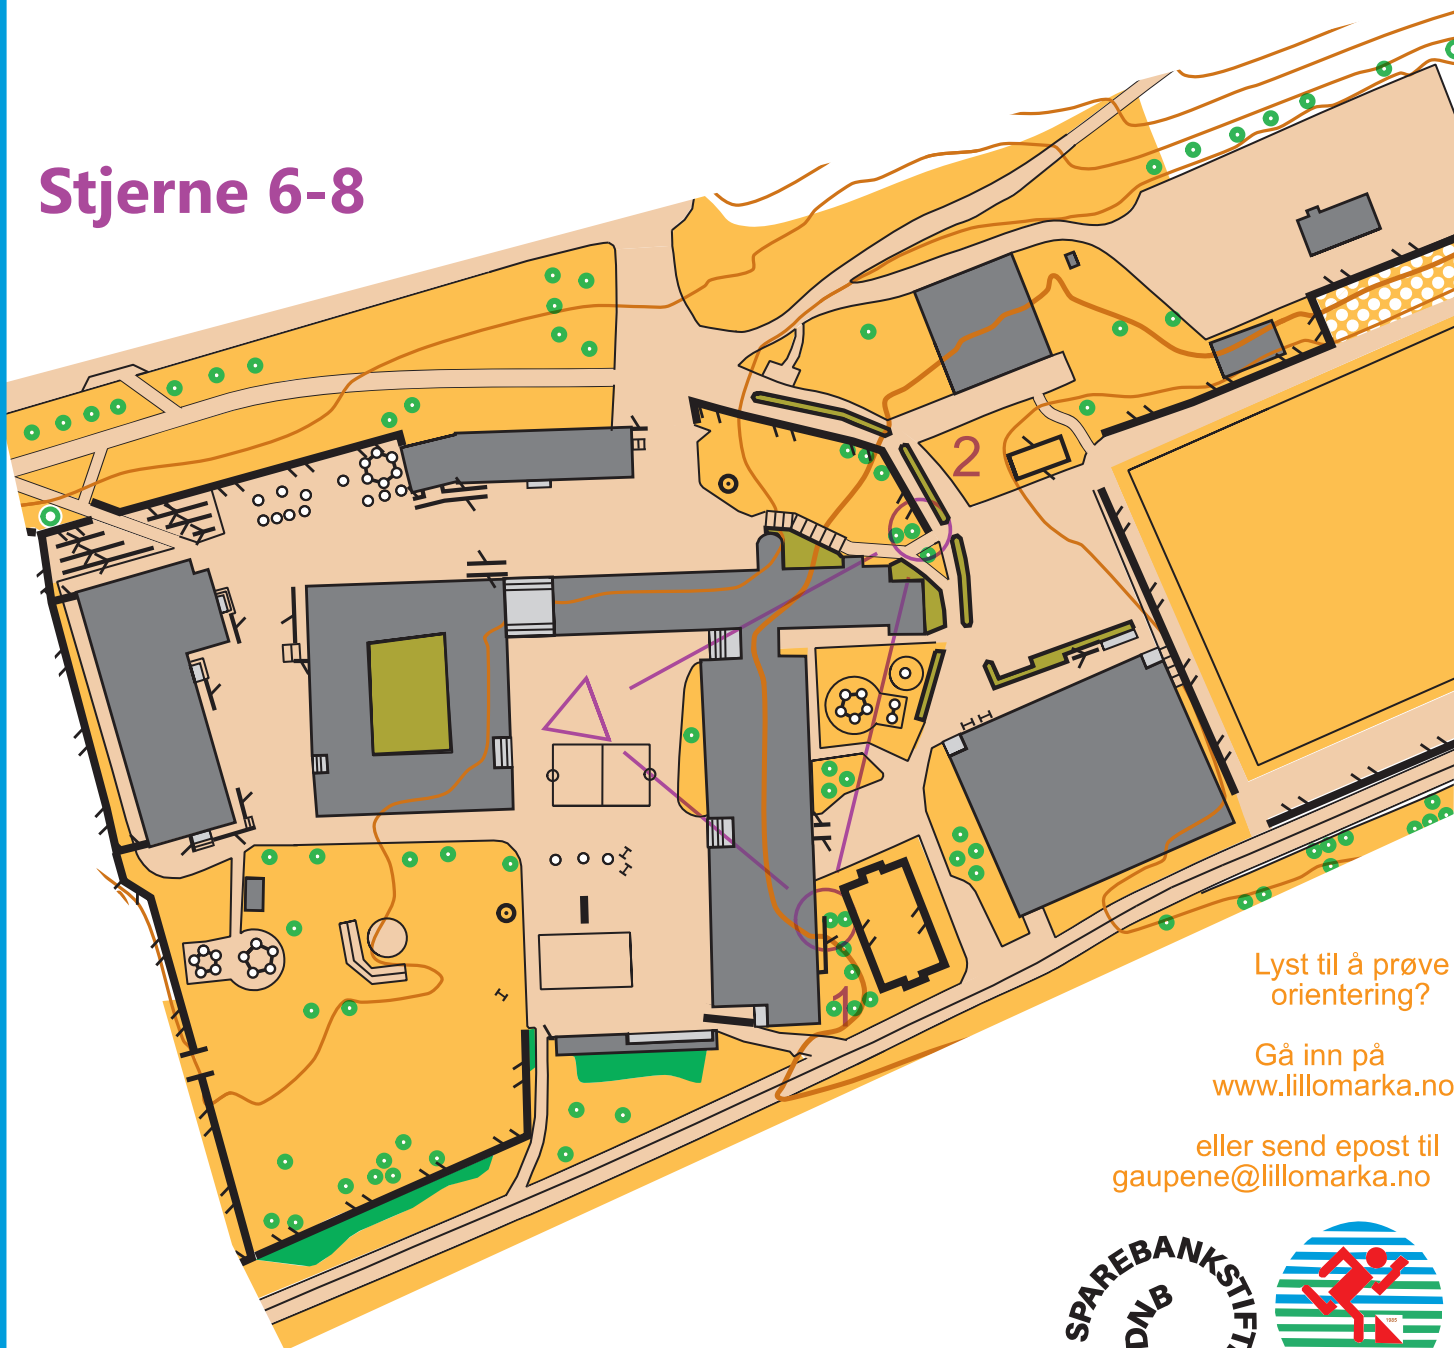 Stjerne 6-8
2
1
Lyst til å prøve
orientering?
Gå inn på
www.lillomarka.no
eller send epost til
gaupene@lillomarka.no
SPAREBANKSTIFT
DNB
1985